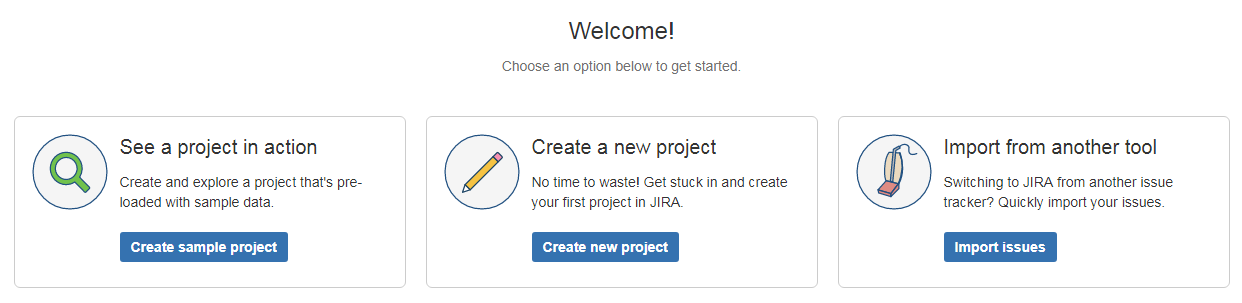 Welcome!
Choose an option below to get started.
See a project in action
Create and explore a project that's pre-
loaded with sample data.
Create sample project
Create a new project
No time to waste! Get stuck in and create
your first project in JIRA.
Create new project
Import from another tool
Switching to JIRA from another issue
tracker? Quickly import your issues.
Import issues